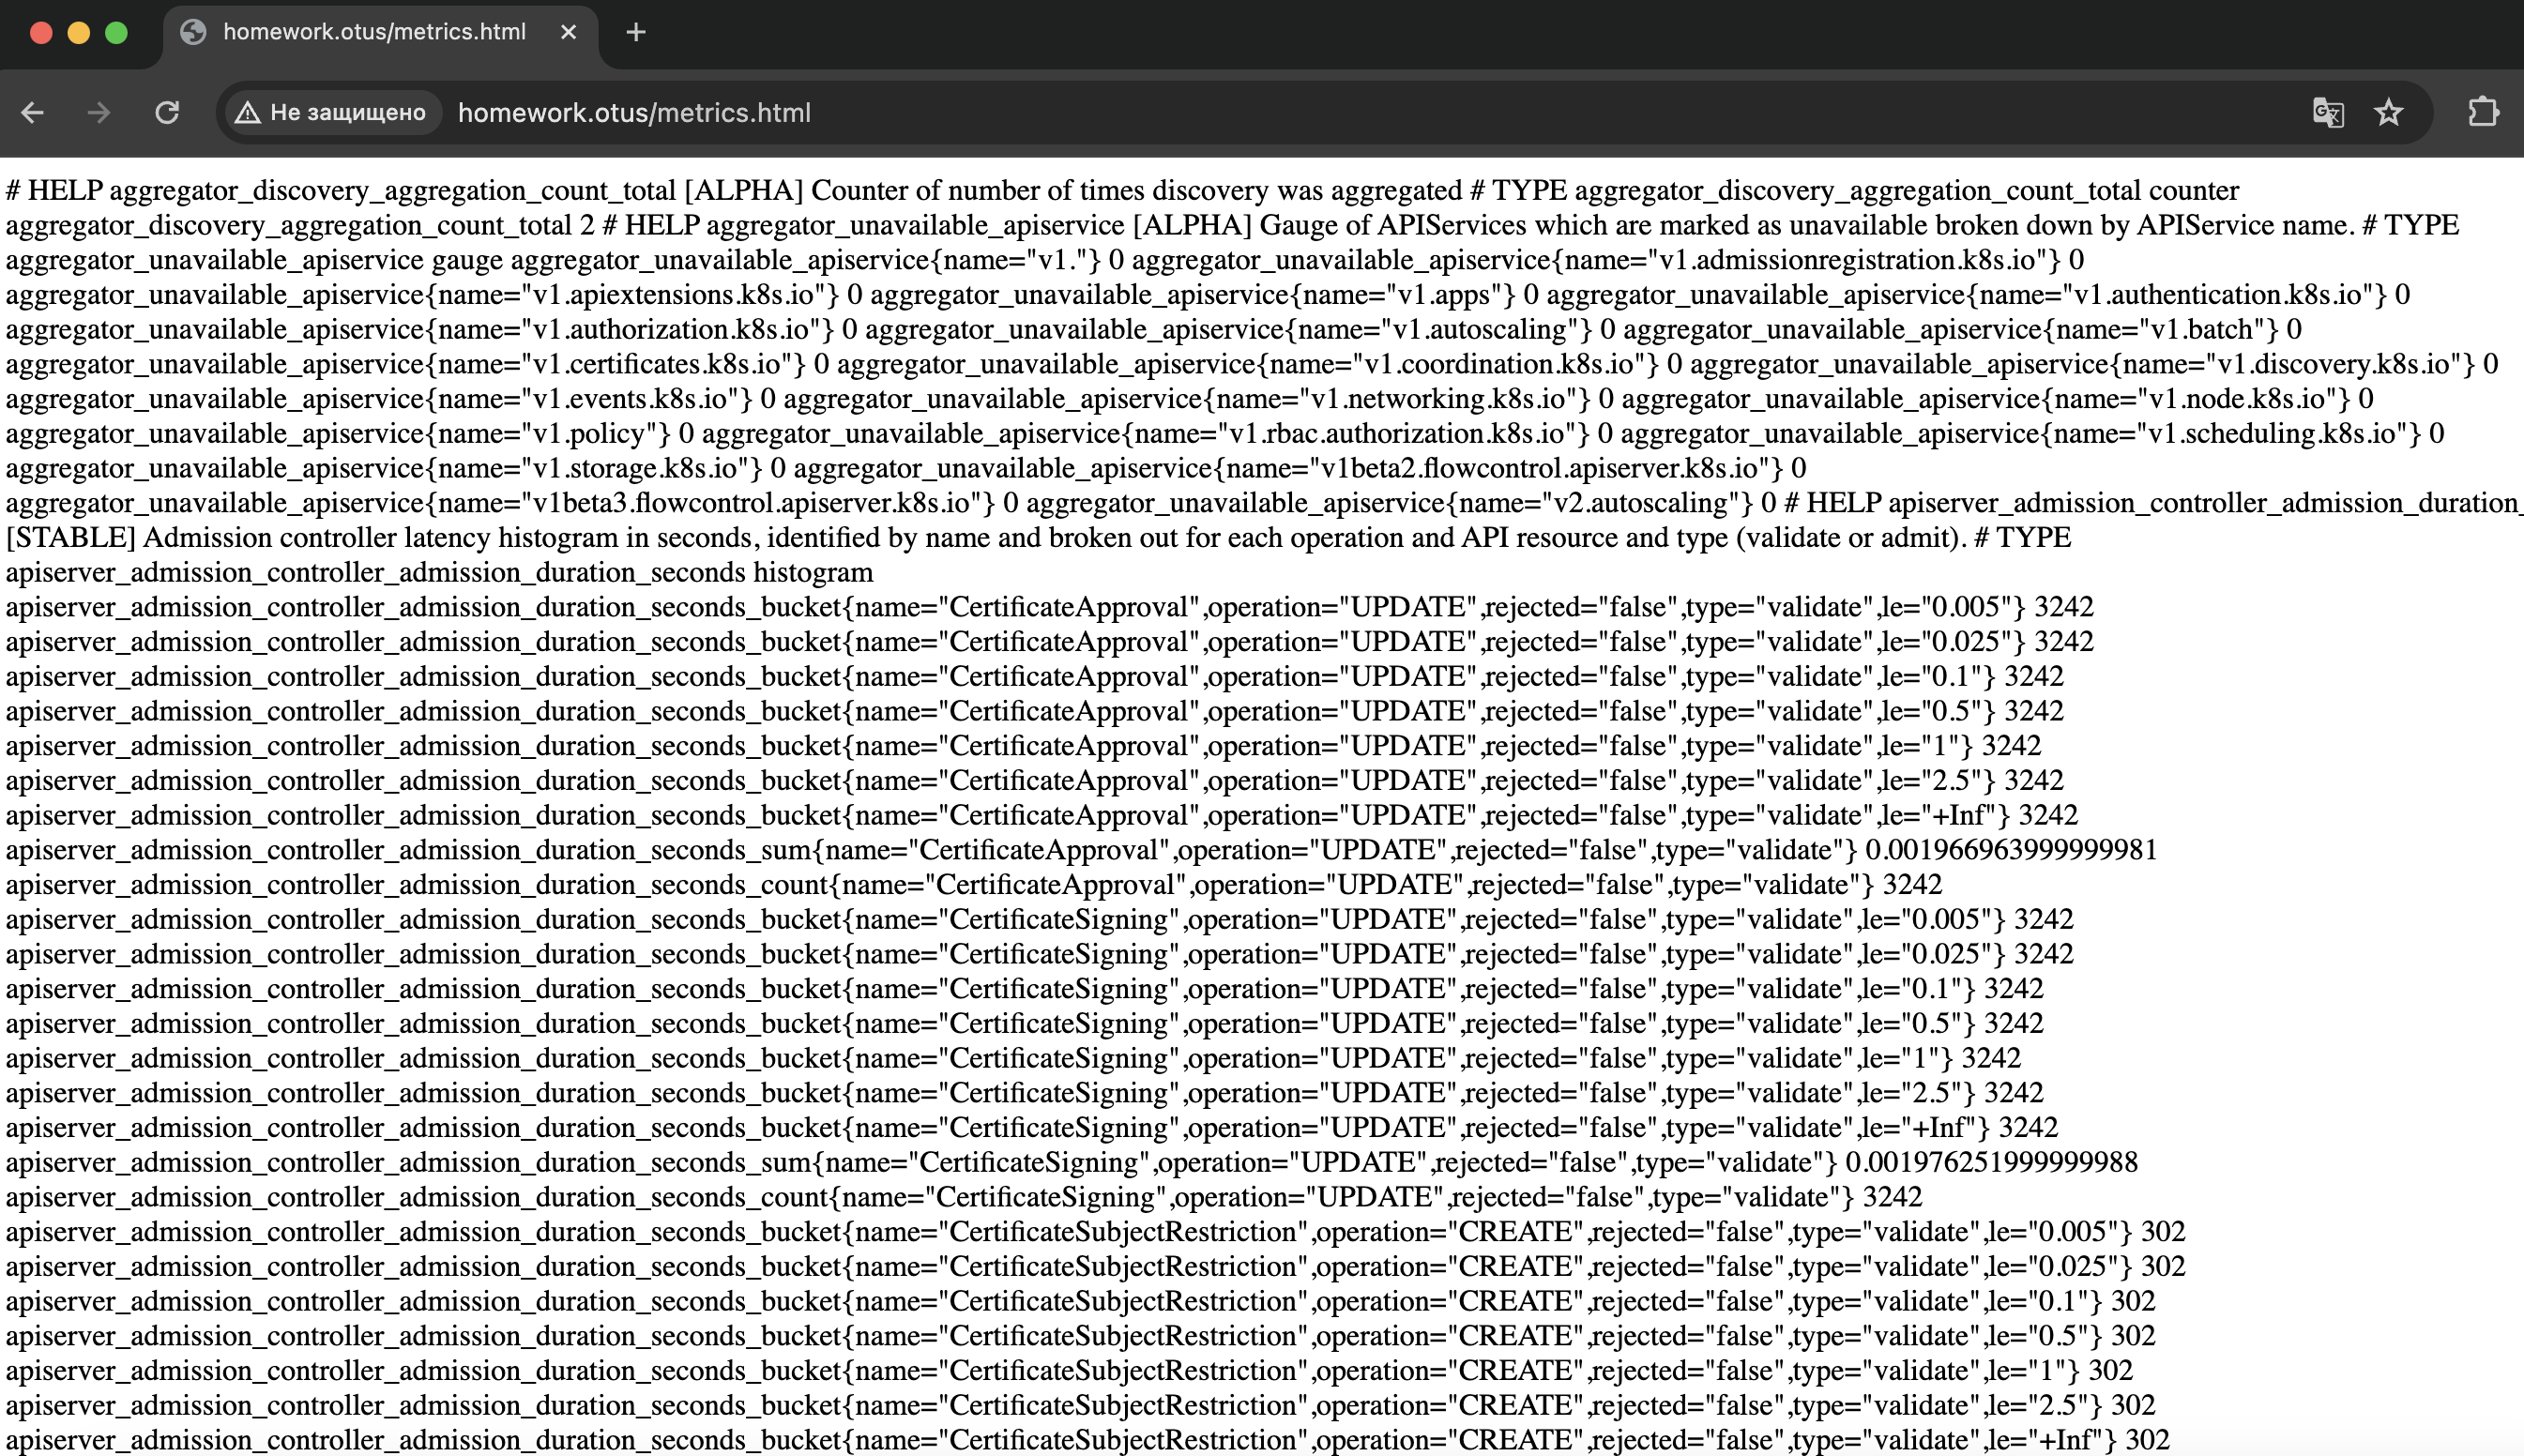 homework.otus/metrics.html
Не защищено homework.otus/metrics.html
# HELP aggregator_discovery_aggregation_count_total [ALPHA] Counter of number of times discovery was aggregated # TYPE aggregator_discovery_aggregation_count_total counter
aggregator_discovery_aggregation_count_total 2 # HELP aggregator_unavailable_apiservice [ALPHA] Gauge of APIServices which are marked as unavailable broken down by APIService name. # TYPE
aggregator_unavailable_apiservice gauge aggregator_unavailable_apiservice{name="v1."} 0 aggregator_unavailable_apiservice{name="v1.admissionregistration.k8s.io"} 0
aggregator_unavailable_apiservice{name="v1.apiextensions.k8s.io"} 0 aggregator_unavailable_apiservice{name="v1.apps"} 0 aggregator_unavailable_apiservice{name="v1.authentication.k8s.io"} 0
aggregator_unavailable_apiservice{name="v1.authorization.k8s.io"} 0 aggregator_unavailable_apiservice{name="v1.autoscaling"} 0 aggregator_unavailable_apiservice{name="v1.batch"} 0
aggregator_unavailable_apiservice{name="v1.certificates.k8s.io"} 0 aggregator_unavailable_apiservice{name="v1.coordination.k8s.io"} 0 aggregator_unavailable_apiservice{name="v1.discovery.k8s.io"} 0
aggregator_unavailable_apiservice{name="v1.events.k8s.io"} 0 aggregator_unavailable_apiservice{name="v1.networking.k8s.io"} 0 aggregator_unavailable_apiservice{name="v1.node.k8s.io"} 0
aggregator_unavailable_apiservice{name="v1.policy"} 0 aggregator_unavailable_apiservice{name="v1.rbac.authorization.k8s.io"} 0 aggregator_unavailable_apiservice{name="v1.scheduling.k8s.io"} 0
aggregator_unavailable_apiservice{name="v1.storage.k8s.io"} 0 aggregator_unavailable_apiservice{name="v1beta2.flowcontrol.apiserver.k8s.io"} 0
aggregator_unavailable_apiservice{name="v1beta3.flowcontrol.apiserver.k8s.io"} 0 aggregator_unavailable_apiservice{name="v2.autoscaling"} 0 # HELP apiserver_admission_controller_admission_duration_
[STABLE] Admission controller latency histogram in seconds, identified by name and broken out for each operation and API resource and type (validate or admit). # TYPE
apiserver_admission_controller_admission_duration_seconds histogram
apiserver_admission_controller_admission_duration_seconds_bucket{name="CertificateApproval",operation="UPDATE",rejected="false",type="validate",le="0.005"} 3242
apiserver_admission_controller_admission_duration_seconds_bucket{name="CertificateApproval",operation="UPDATE",rejected="false",type="validate",le="0.025"} 3242
apiserver_admission_controller_admission_duration_seconds_bucket{name="CertificateApproval",operation="UPDATE",rejected="false",type="validate",le="0.1"} 3242
apiserver_admission_controller_admission_duration_seconds_bucket{name="CertificateApproval",operation="UPDATE",rejected="false",type="validate",le="0.5"} 3242
apiserver_admission_controller_admission_duration_seconds_bucket{name="CertificateApproval",operation="UPDATE",rejected="false",type="validate",le="1"} 3242
apiserver_admission_controller_admission_duration_seconds_bucket{name="CertificateApproval",operation="UPDATE",rejected="false",type="validate",le="2.5"} 3242
apiserver_admission_controller_admission_duration_seconds_bucket{name="CertificateApproval",operation="UPDATE",rejected="false",type="validate",le="+Inf"} 3242
apiserver_admission_controller_admission_duration_seconds_sum{name="CertificateApproval",operation="UPDATE",rejected="false",type="validate"} 0.001966963999999981
apiserver_admission_controller_admission_duration_seconds_count{name="CertificateApproval",operation="UPDATE",rejected="false",type="validate"} 3242
apiserver_admission_controller_admission_duration_seconds_bucket{name="CertificateSigning",operation="UPDATE",rejected="false",type="validate",le="0.005"} 3242
apiserver_admission_controller_admission_duration_seconds_bucket{name="CertificateSigning",operation="UPDATE",rejected="false",type="validate",le="0.025"} 3242
apiserver_admission_controller_admission_duration_seconds_bucket{name="CertificateSigning",operation="UPDATE",rejected="false",type="validate",le="0.1"} 3242
apiserver_admission_controller_admission_duration_seconds_bucket{name="CertificateSigning",operation="UPDATE",rejected="false",type="validate",le="0.5"} 3242
apiserver_admission_controller_admission_duration_seconds_bucket{name="CertificateSigning",operation="UPDATE",rejected="false",type="validate",le="1"} 3242
apiserver_admission_controller_admission_duration_seconds_bucket{name="CertificateSigning",operation="UPDATE",rejected="false",type="validate",le="2.5"} 3242
apiserver_admission_controller_admission_duration_seconds_bucket{name="CertificateSigning",operation="UPDATE",rejected="false",type="validate",le="+Inf"} 3242
apiserver_admission_controller_admission_duration_seconds_sum{name="CertificateSigning",operation="UPDATE",rejected="false",type="validate"} 0.001976251999999988
apiserver_admission_controller_admission_duration_seconds_count{name="CertificateSigning",operation="UPDATE",rejected="false",type="validate"} 3242
apiserver_admission_controller_admission_duration_seconds_bucket{name="CertificateSubjectRestriction",operation="CREATE",rejected="false",type="validate",le="0.005"} 302
apiserver_admission_controller_admission_duration_seconds_bucket{name="CertificateSubjectRestriction",operation="CREATE",rejected="false",type="validate",le="0.025"} 302
apiserver_admission_controller_admission_duration_seconds_bucket{name="CertificateSubjectRestriction",operation="CREATE",rejected="false",type="validate",le="0.1"} 302
apiserver_admission_controller_admission_duration_seconds_bucket{name="CertificateSubjectRestriction",operation="CREATE",rejected="false",type="validate",le="0.5"} 302
apiserver_admission_controller_admission_duration_seconds_bucket{name="CertificateSubjectRestriction",operation="CREATE",rejected="false",type="validate",le="1"} 302
apiserver_admission_controller_admission_duration_seconds_bucket{name="CertificateSubjectRestriction",operation="CREATE",rejected="false",type="validate",le="2.5"} 302
apiserver_admission_controller_admission_duration_seconds_bucket{name="CertificateSubjectRestriction",operation="CREATE",rejected="false",type="validate",le="+Inf"} 302